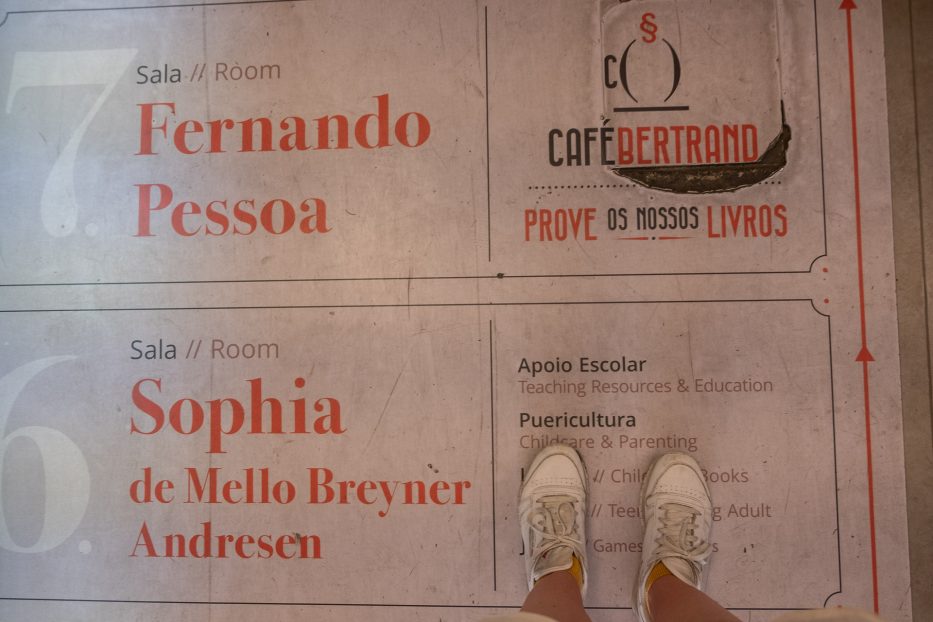 7.
Sala // Room
Fernando
Pessoa
§
C( )
CAFÉBERTRAND
PROVE OS NOSSOS LIVROS
6.
Sala // Room
Sophia
de Mello Breyner
Andresen
Apoio Escolar
Teaching Resources & Education
Puericultura
Childcare & Parenting
// Books
// Adult
Games